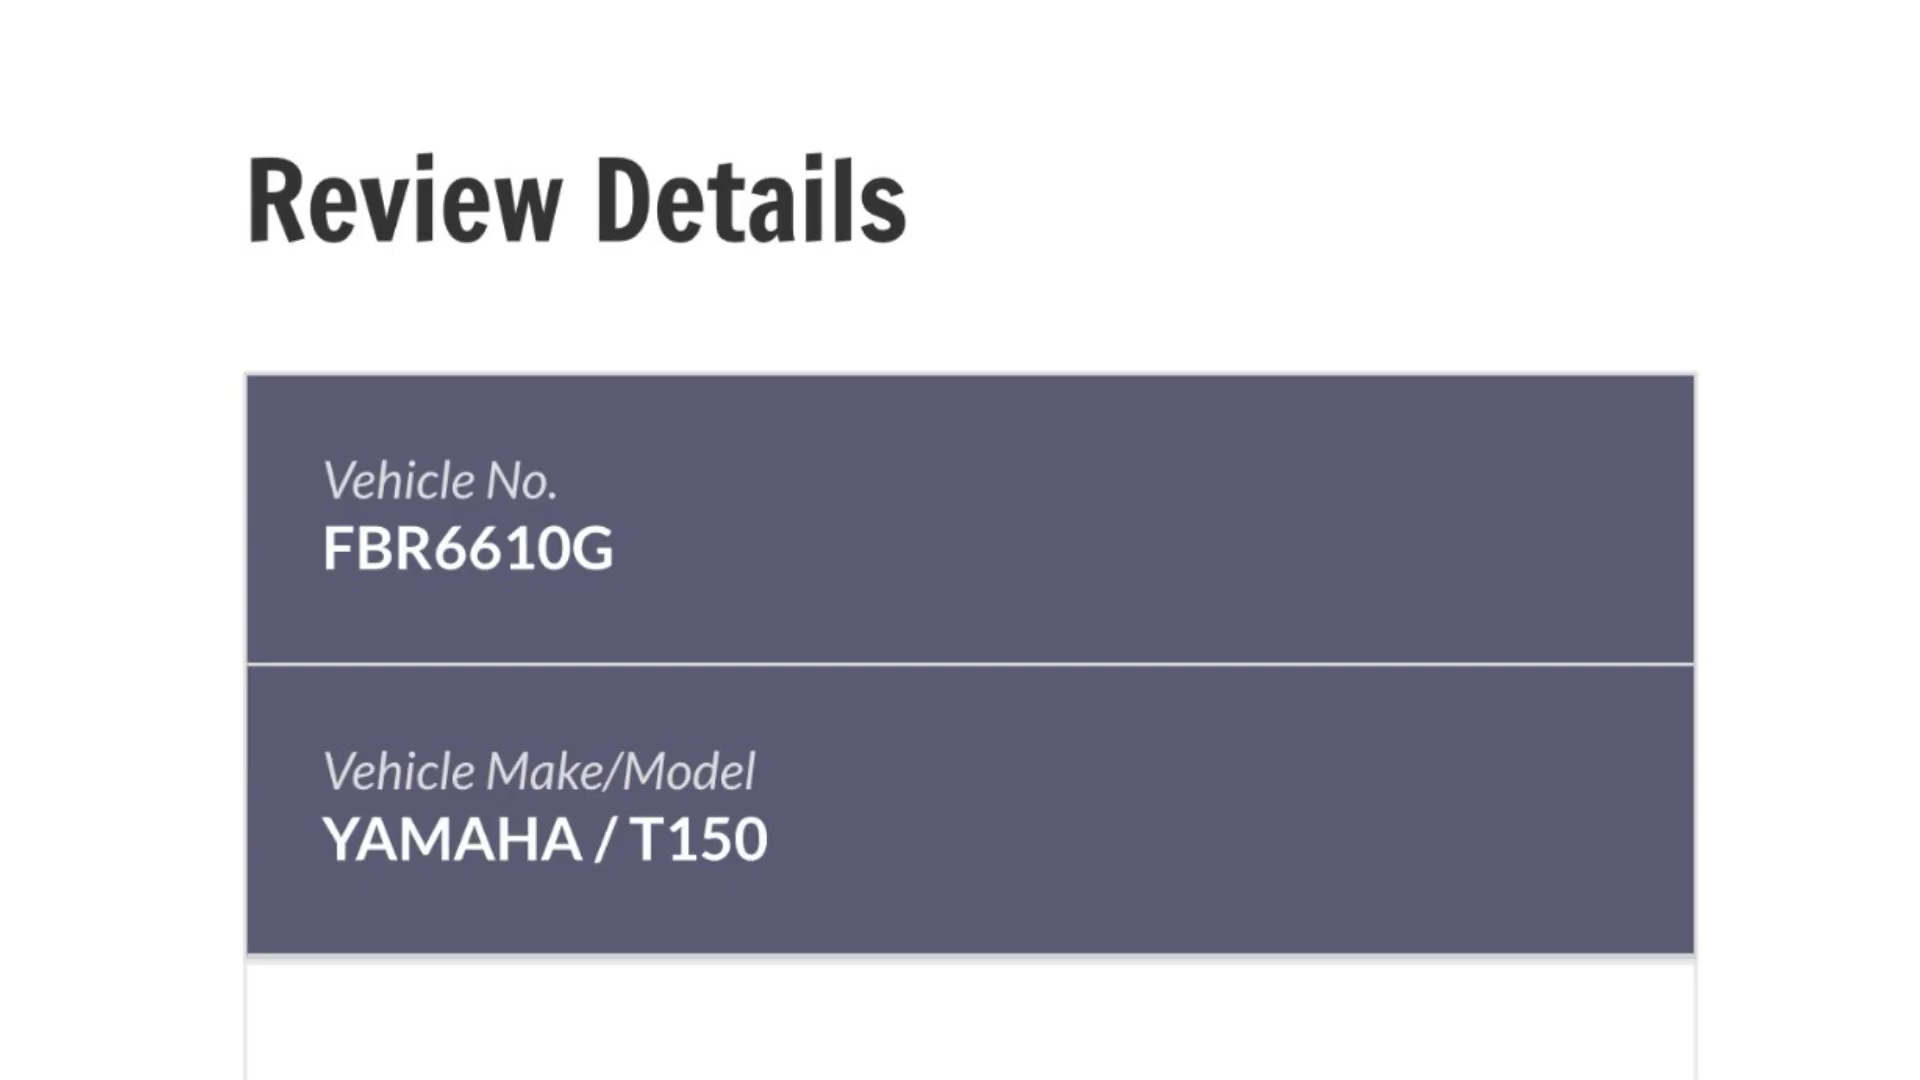 Review Details
Vehicle No.
FBR6610G
Vehicle Make/Model
YAMAHA / T150